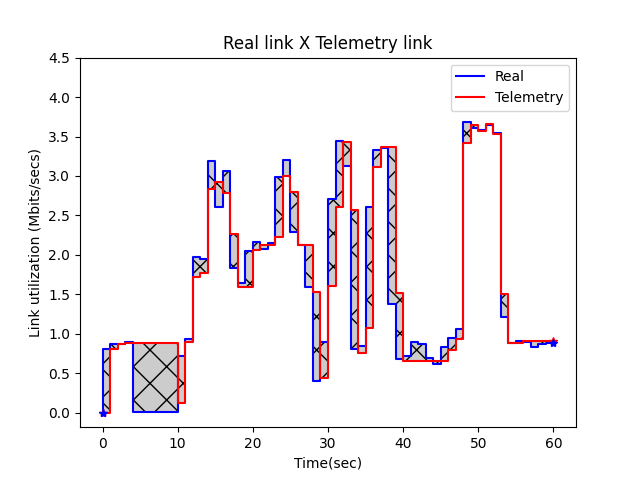 Real link X Telemetry link
4.5
4.0
3.5
3.0
2.5
2.0
1.5
1.0
0.5
0.0
Link utilization (Mbits/secs)
Real
Telemetry
0 10 20 30 40 50 60
Time(sec)